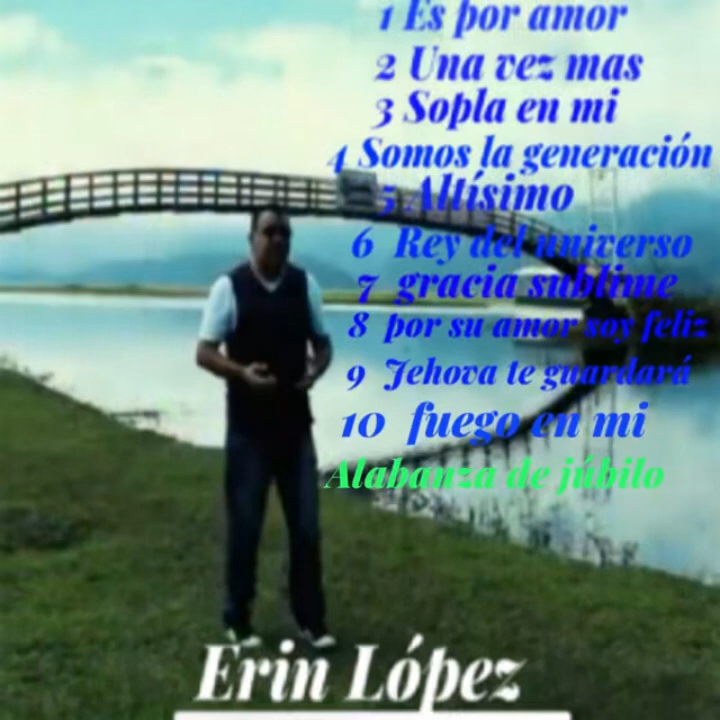 1 Es por amor
2 Una vez mas
3 Sopla en mi
4 Somos la generación
5 Altísimo
6 Rey del universo
7 gracia sublime
8 por su amor soy feliz
9 Jehova te guardará
10 fuego en mi
Alabanza de júbilo
Erin López